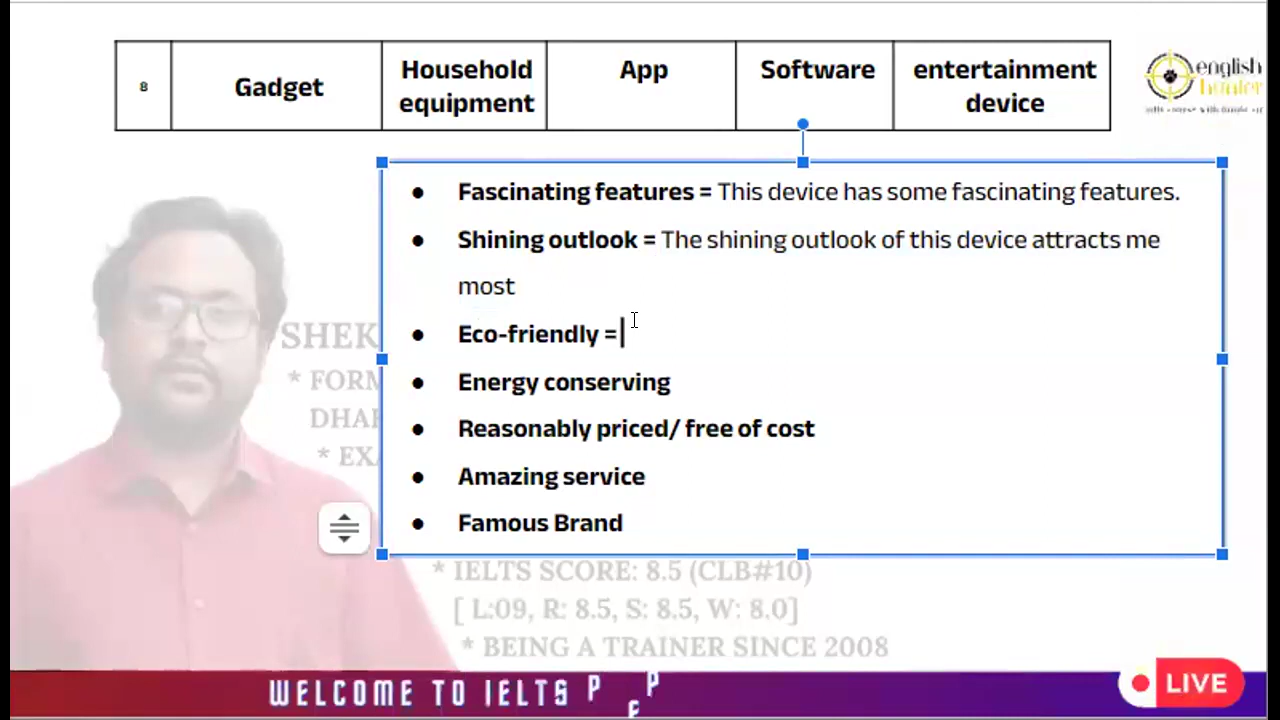 8
Gadget
Household equipment
App
Software
entertainment device
english
hunter
● Fascinating features = This device has some fascinating features.
● Shining outlook = The shining outlook of this device attracts me
most
● Eco-friendly =
● Energy conserving
● Reasonably priced/ free of cost
● Amazing service
● Famous Brand
SHEK
* FORM
DHA
* EXA
* IELTS SCORE: 8.5 (CLB#10)
[ L:09, R: 8.5, S: 8.5, W: 8.0]
* BEING A TRAINER SINCE 2008
WELCOME TO IELTS P E P
LIVE